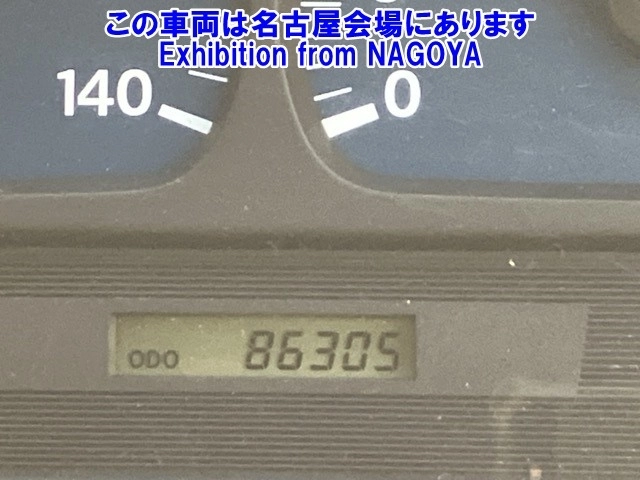 この車両は名古屋会場にあります
Exhibition from NAGOYA
140
0
ODO 86305